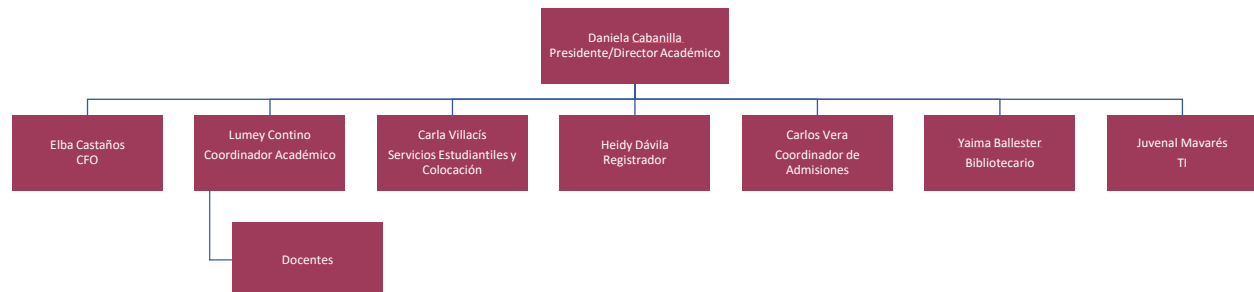 Daniela Cabanilla
Presidente/Director Académico
Elba Castaños
CFO
Lumey Contino
Coordinador Académico
Carla Villacís
Servicios Estudiantiles y
Colocación
Heidy Dávila
Registrador
Carlos Vera
Coordinador de
Admisiones
Yaima Ballester
Bibliotecario
Juvenal Mavarés
TI
Docentes